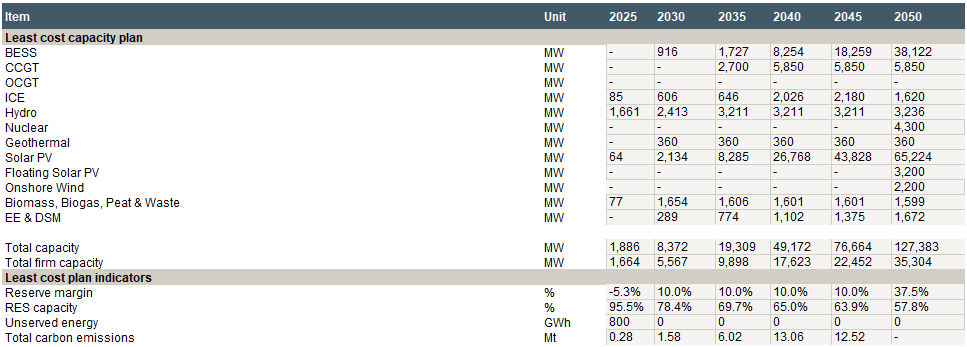 Item Unit 2025 2030 2035 2040 2045 2050
Least cost capacity plan
BESS MW - 916 1,727 8,254 18,259 38,122
CCGT MW - - 2,700 5,850 5,850 5,850
OCGT MW - - - - - -
ICE MW 85 606 646 2,026 2,180 1,620
Hydro MW 1,661 2,413 3,211 3,211 3,211 3,236
Nuclear MW - - - - - 4,300
Geothermal MW - 360 360 360 360 360
Solar PV MW 64 2,134 8,285 26,768 43,828 65,224
Floating Solar PV MW - - - - - 3,200
Onshore Wind MW - - - - - 2,200
Biomass, Biogas, Peat & Waste MW 77 1,654 1,606 1,601 1,601 1,599
EE & DSM MW - 289 774 1,102 1,375 1,672
Total capacity MW 1,886 8,372 19,309 49,172 76,664 127,383
Total firm capacity MW 1,664 5,567 9,898 17,623 22,452 35,304
Least cost plan indicators
Reserve margin % -5.3% 10.0% 10.0% 10.0% 10.0% 37.5%
RES capacity % 95.5% 78.4% 69.7% 65.0% 63.9% 57.8%
Unserved energy GWh 800 0 0 0 0 0
Total carbon emissions Mt 0.28 1.58 6.02 13.06 12.52 -